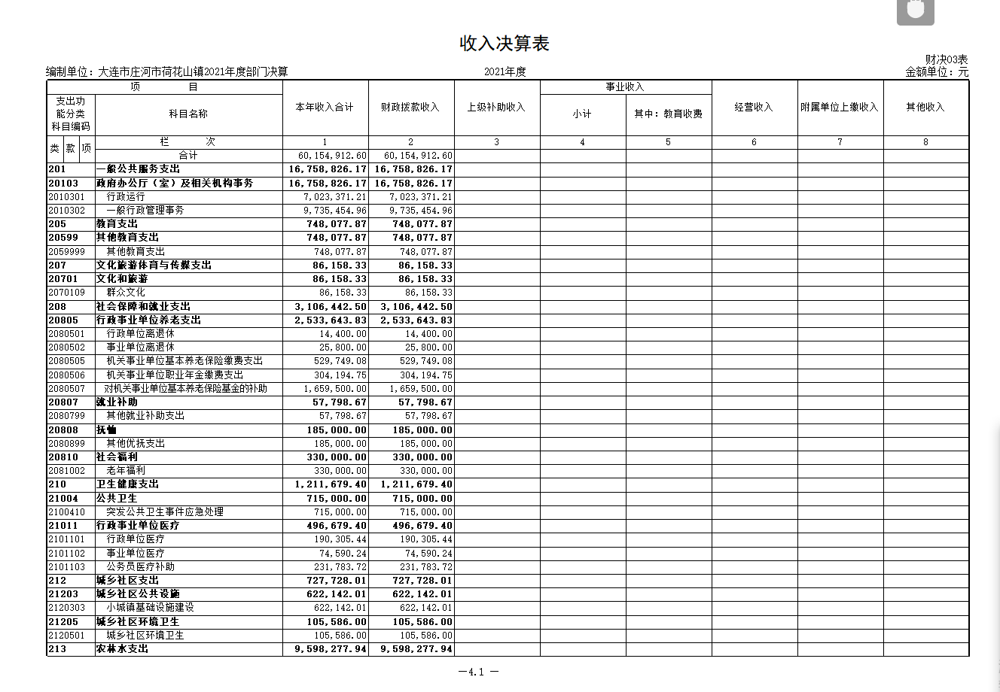 收入决算表
财决03表
编制单位：大连市庄河市荷花山镇2021年度部门决算 2021年度 金额单位：元
项 目 本年收入合计 财政拨款收入 上级补助收入 事业收入 经营收入 附属单位上缴收入 其他收入
支出功能分类科目编码 科目名称 小计 其中：教育收费
类 款 项 栏 次 1 2 3 4 5 6 7 8
合计 60,154,912.60 60,154,912.60
201 一般公共服务支出 16,758,826.17 16,758,826.17
20103 政府办公厅（室）及相关机构事务 16,758,826.17 16,758,826.17
2010301 行政运行 7,023,371.21 7,023,371.21
2010302 一般行政管理事务 9,735,454.96 9,735,454.96
205 教育支出 748,077.87 748,077.87
20599 其他教育支出 748,077.87 748,077.87
2059999 其他教育支出 748,077.87 748,077.87
207 文化旅游体育与传媒支出 86,158.33 86,158.33
20701 文化和旅游 86,158.33 86,158.33
2070109 群众文化 86,158.33 86,158.33
208 社会保障和就业支出 3,106,442.50 3,106,442.50
20805 行政事业单位养老支出 2,533,643.83 2,533,643.83
2080501 行政单位离退休 14,400.00 14,400.00
2080502 事业单位离退休 25,800.00 25,800.00
2080505 机关事业单位基本养老保险缴费支出 529,749.08 529,749.08
2080506 机关事业单位职业年金缴费支出 304,194.75 304,194.75
2080507 对机关事业单位基本养老保险基金的补助 1,659,500.00 1,659,500.00
20807 就业补助 57,798.67 57,798.67
2080799 其他就业补助支出 57,798.67 57,798.67
20808 抚恤 185,000.00 185,000.00
2080899 其他优抚支出 185,000.00 185,000.00
20810 社会福利 330,000.00 330,000.00
2081002 老年福利 330,000.00 330,000.00
210 卫生健康支出 1,211,679.40 1,211,679.40
21004 公共卫生 715,000.00 715,000.00
2100410 突发公共卫生事件应急处理 715,000.00 715,000.00
21011 行政事业单位医疗 496,679.40 496,679.40
2101101 行政单位医疗 190,305.44 190,305.44
2101102 事业单位医疗 74,590.24 74,590.24
2101103 公务员医疗补助 231,783.72 231,783.72
212 城乡社区支出 727,728.01 727,728.01
21203 城乡社区公共设施 622,142.01 622,142.01
2120303 小城镇基础设施建设 622,142.01 622,142.01
21205 城乡社区环境卫生 105,586.00 105,586.00
2120501 城乡社区环境卫生 105,586.00 105,586.00
213 农林水支出 9,598,277.94 9,598,277.94
—4.1 —